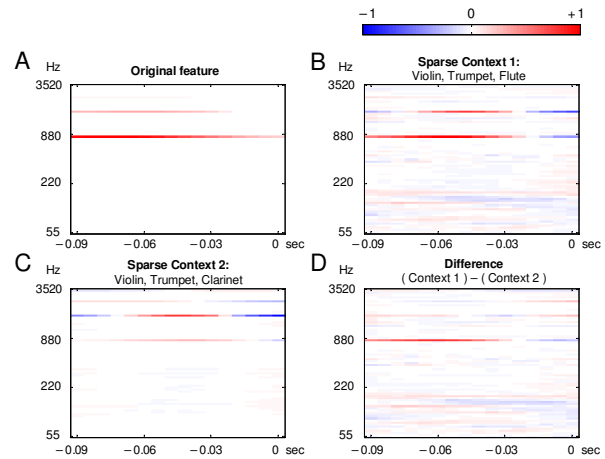 −1 0 +1
A Hz Original feature
3520
880
220
55
−0.09 −0.06 −0.03 0 sec
B Hz Sparse Context 1:
Violin, Trumpet, Flute
3520
880
220
55
−0.09 −0.06 −0.03 0 sec
C Hz Sparse Context 2:
Violin, Trumpet, Clarinet
3520
880
220
55
−0.09 −0.06 −0.03 0 sec
D Hz Difference
( Context 1 ) − ( Context 2 )
3520
880
220
55
−0.09 −0.06 −0.03 0 sec